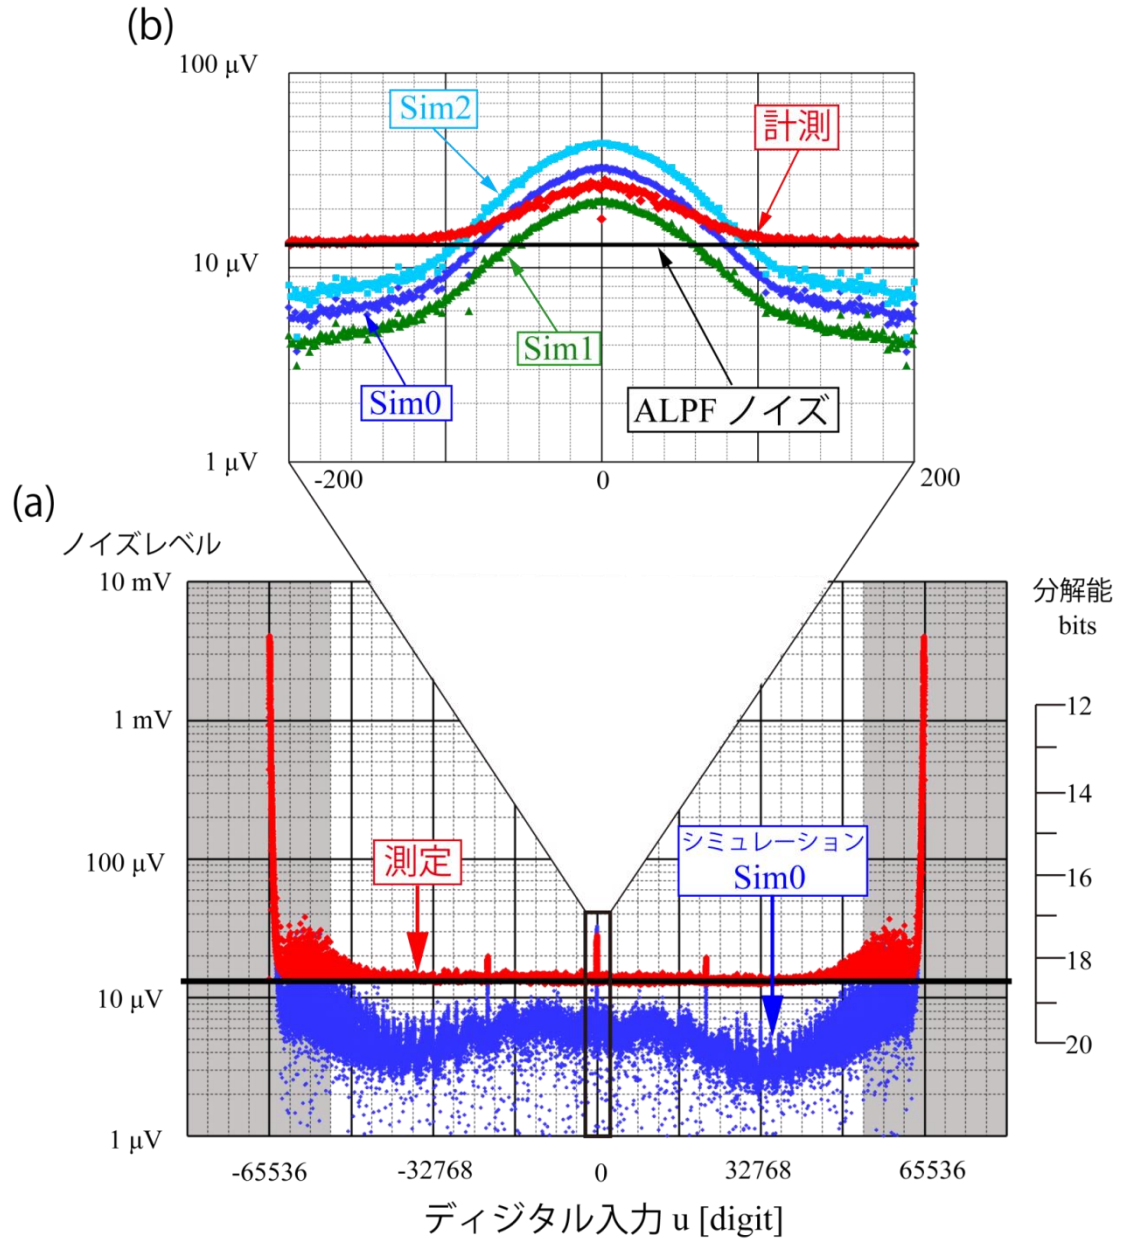 (b)
100 μV
Sim2
計測
10 μV
Sim1
Sim0
ALPF ノイズ
1 μV
-200
0
200
(a)
ノイズレベル
10 mV
分解能
bits
1 mV
12
14
100 μV
測定
シミュレーション
Sim0
16
18
10 μV
20
1 μV
-65536
-32768
0
32768
65536
ディジタル入力 u [digit]